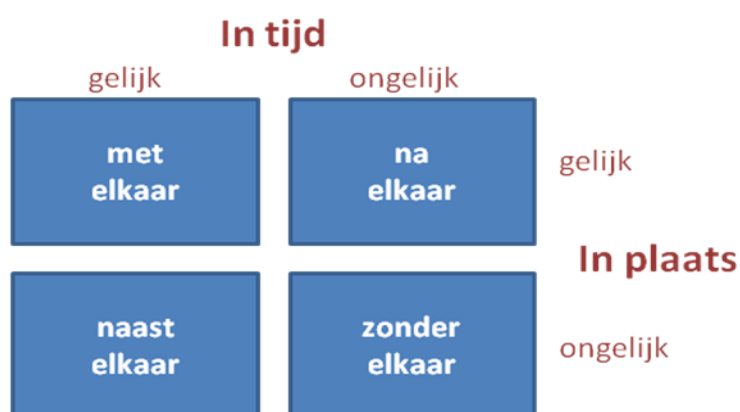 In tijd
gelijk
ongelijk
met
elkaar
na
elkaar
gelijk
In plaats
naast
elkaar
zonder
elkaar
ongelijk